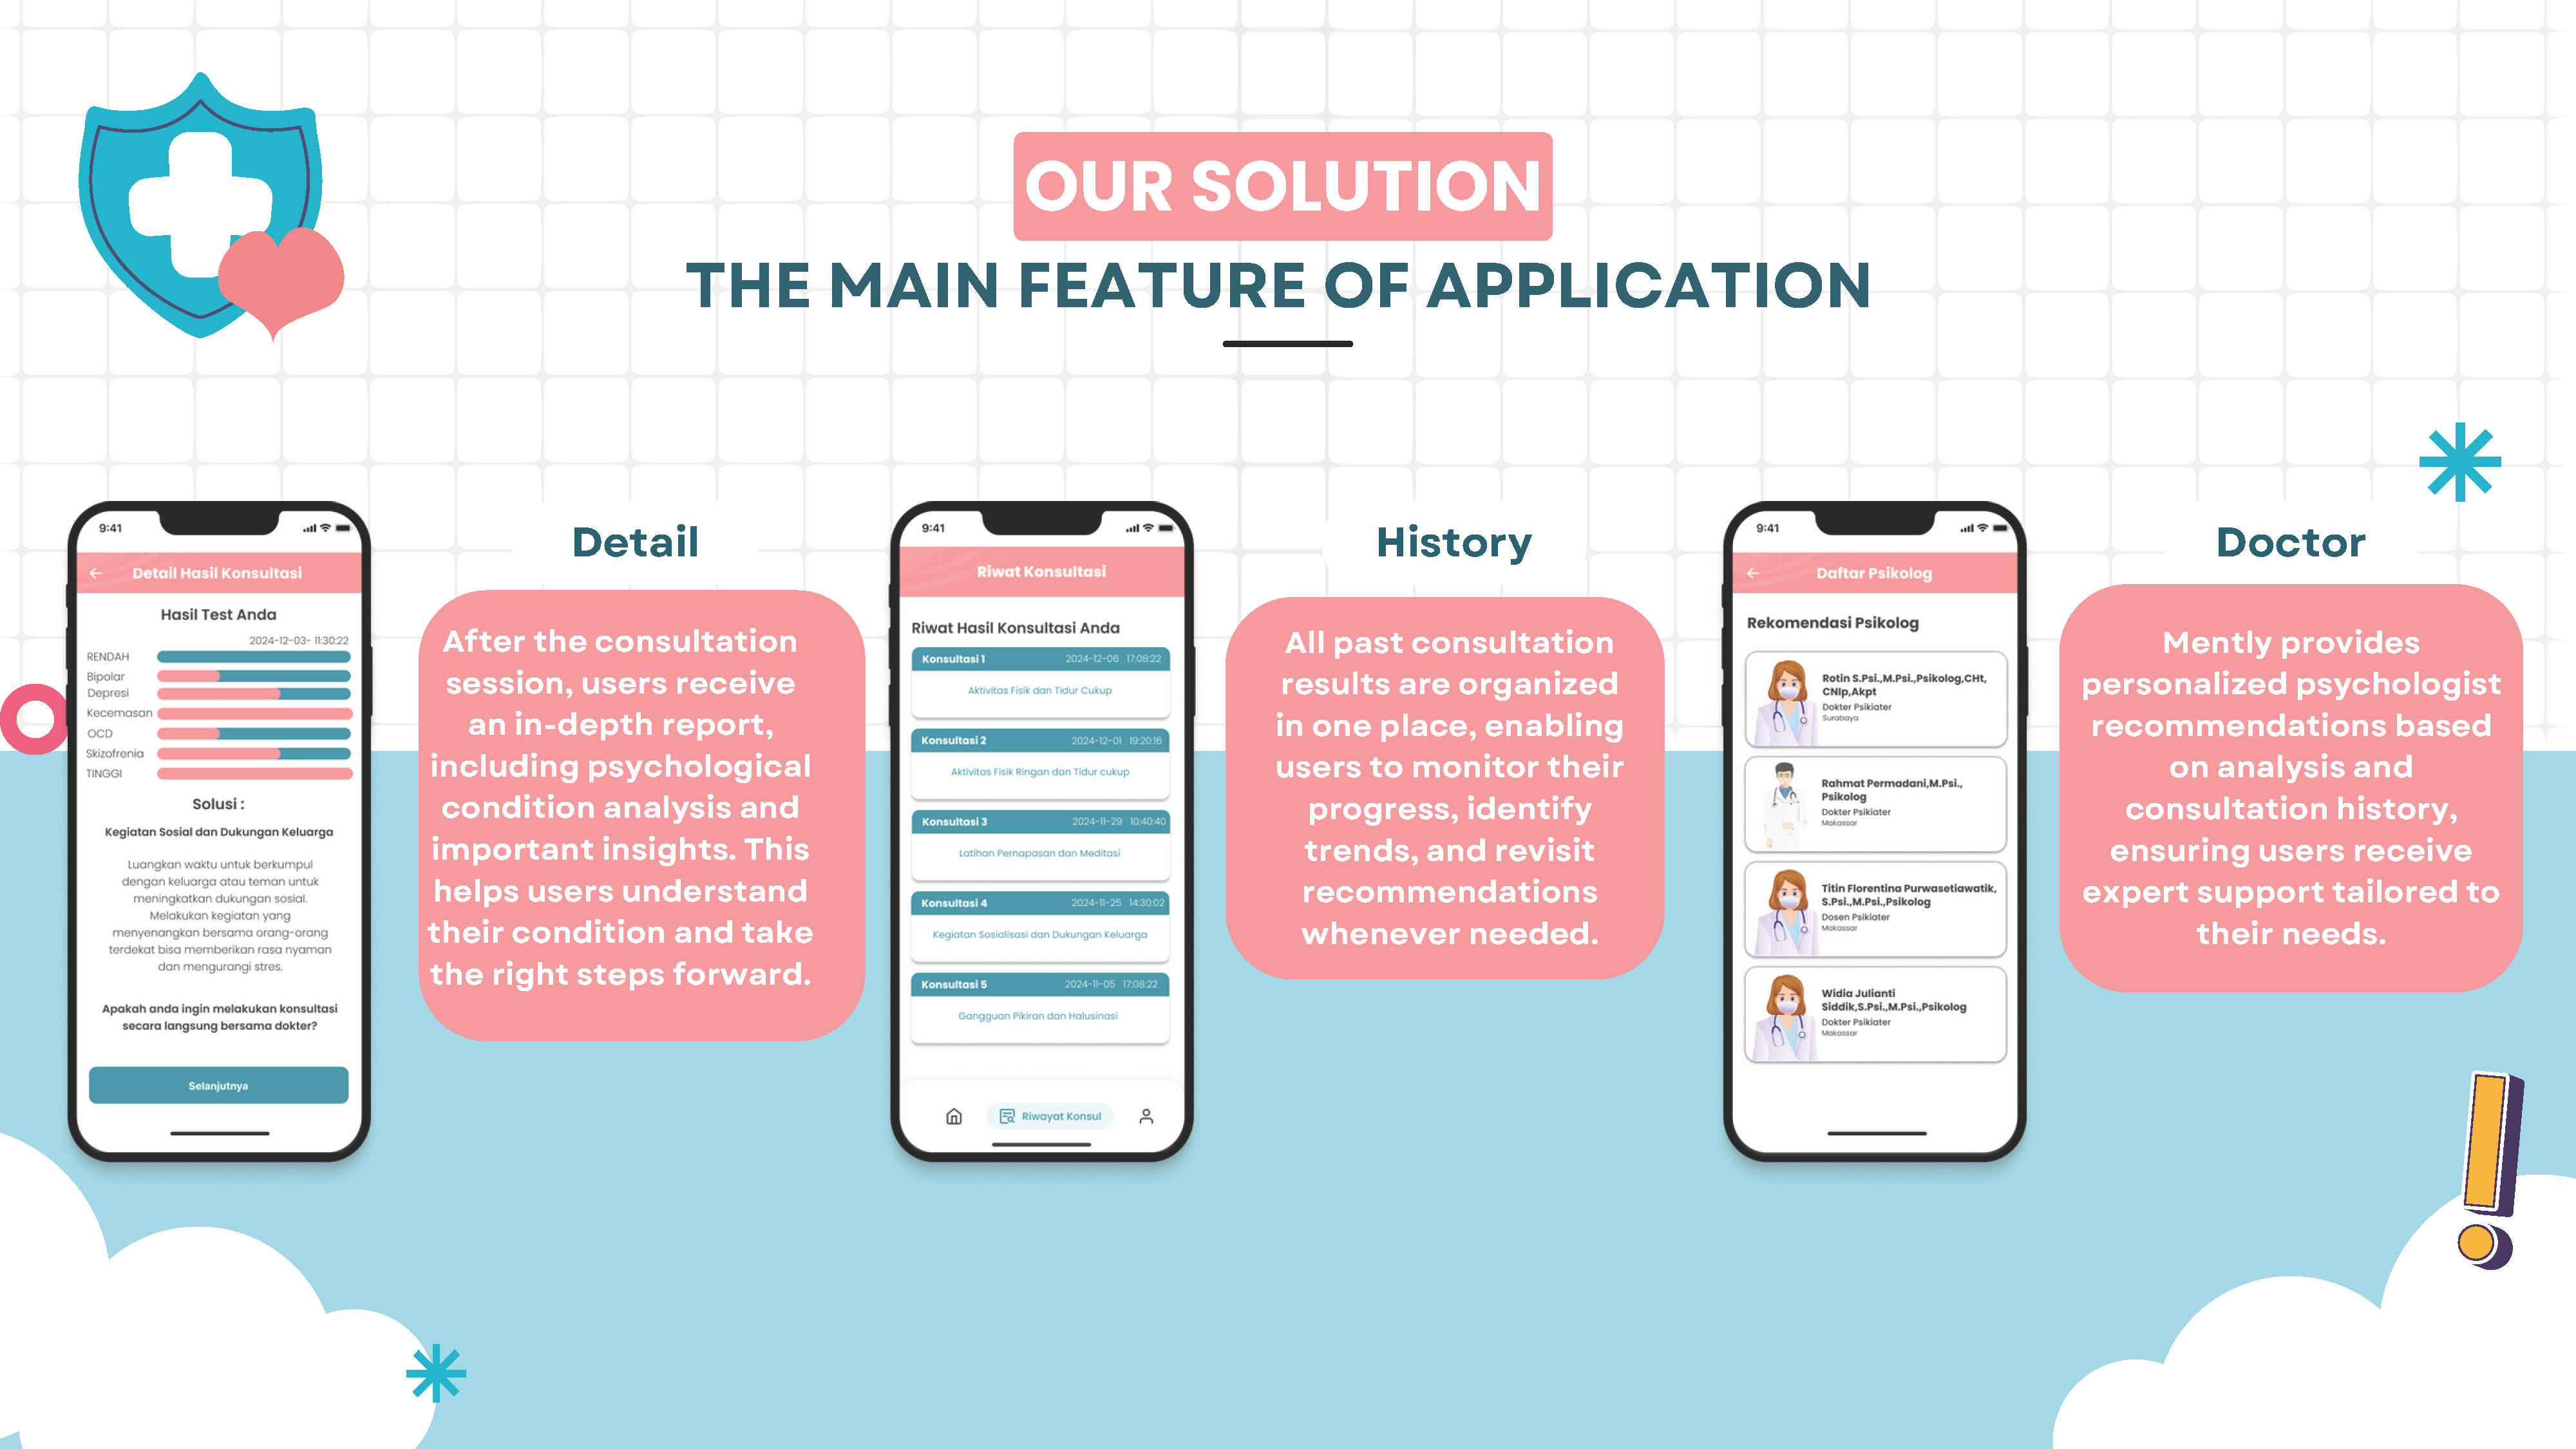 OUR SOLUTION
THE MAIN FEATURE OF APPLICATION
9:41
Detail Hasil Konsultasi
Hasil Test Anda
2024-12-03- 11:30:22
RENDAH
Bipolar
Depresi
Kecemasan
OCD
Skizofrenia
TINGGI
Solusi :
Kegiatan Sosial dan Dukungan Keluarga
Luangkan waktu untuk berkumpul
dengan keluarga atau teman untuk
meningkatkan dukungan sosial.
Melakukan kegiatan yang
menyenangkan bersama orang-orang
terdekat bisa memberikan rasa nyaman
dan mengurangi stres.
Apakah anda ingin melakukan konsultasi
secara langsung bersama dokter?
Selanjutnya
Detail
After the consultation
session, users receive
an in-depth report,
including psychological
condition analysis and
important insights. This
helps users understand
their condition and take
the right steps forward.
9:41
Riwat Konsultasi
Riwat Hasil Konsultasi Anda
Konsultasi 1 2024-12-06 17:08:22
Aktivitas Fisik dan Tidur Cukup
Konsultasi 2 2024-12-01 19:20:16
Aktivitas Fisik Ringan dan Tidur cukup
Konsultasi 3 2024-11-29 10:40:40
Latihan Pernapasan dan Meditasi
Konsultasi 4 2024-11-25 14:30:02
Kegiatan Sosialisasi dan Dukungan Keluarga
Konsultasi 5 2024-11-05 17:08:22
Gangguan Pikiran dan Halusinasi
Riwayat Konsul
History
All past consultation
results are organized
in one place, enabling
users to monitor their
progress, identify
trends, and revisit
recommendations
whenever needed.
9:41
Daftar Psikolog
Rekomendasi Psikolog
Rotin S.Psi.,M.Psi.,Psikolog,CHt,
CNlp,Akpt
Dokter Psikiater
Surabaya
Rahmat Permadani,M.Psi.,
Psikolog
Dokter Psikiater
Makassar
Titin Florentina Purwasetiawatik,
S.Psi.,M.Psi.,Psikolog
Dosen Psikiater
Makassar
Widia Julianti
Siddik,S.Psi.,M.Psi.,Psikolog
Dokter Psikiater
Makassar
Doctor
Mently provides
personalized psychologist
recommendations based
on analysis and
consultation history,
ensuring users receive
expert support tailored to
their needs.